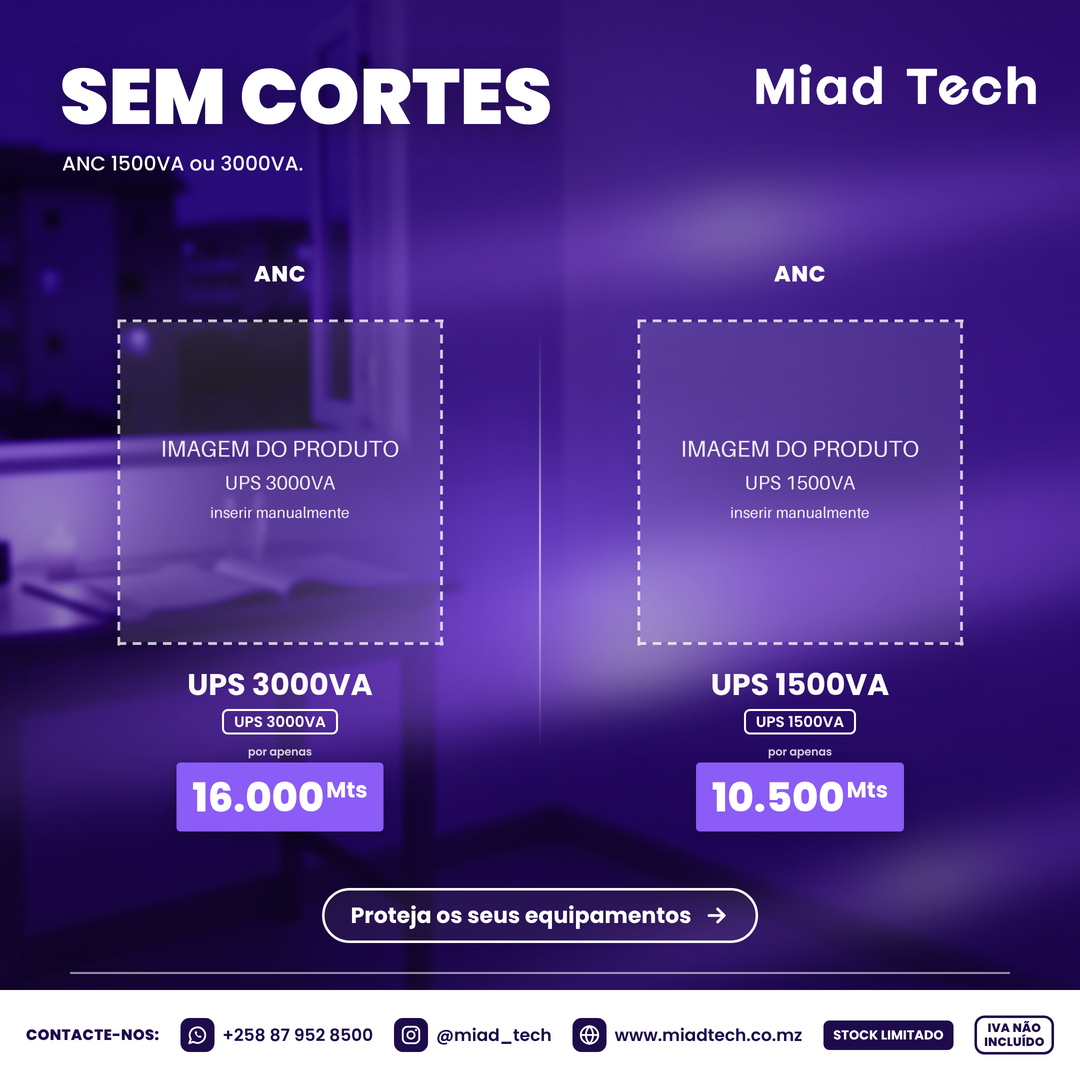 SEM CORTES
Miad Tech
ANC 1500VA ou 3000VA.
ANC
IMAGEM DO PRODUTO
UPS 3000VA
inserir manualmente
UPS 3000VA
UPS 3000VA
por apenas
16.000Mts
ANC
IMAGEM DO PRODUTO
UPS 1500VA
inserir manualmente
UPS 1500VA
UPS 1500VA
por apenas
10.500Mts
Proteja os seus equipamentos →
CONTACTE-NOS:
+258 87 952 8500
@miad_tech
www.miadtech.co.mz
STOCK LIMITADO
IVA NÃO
INCLUÍDO